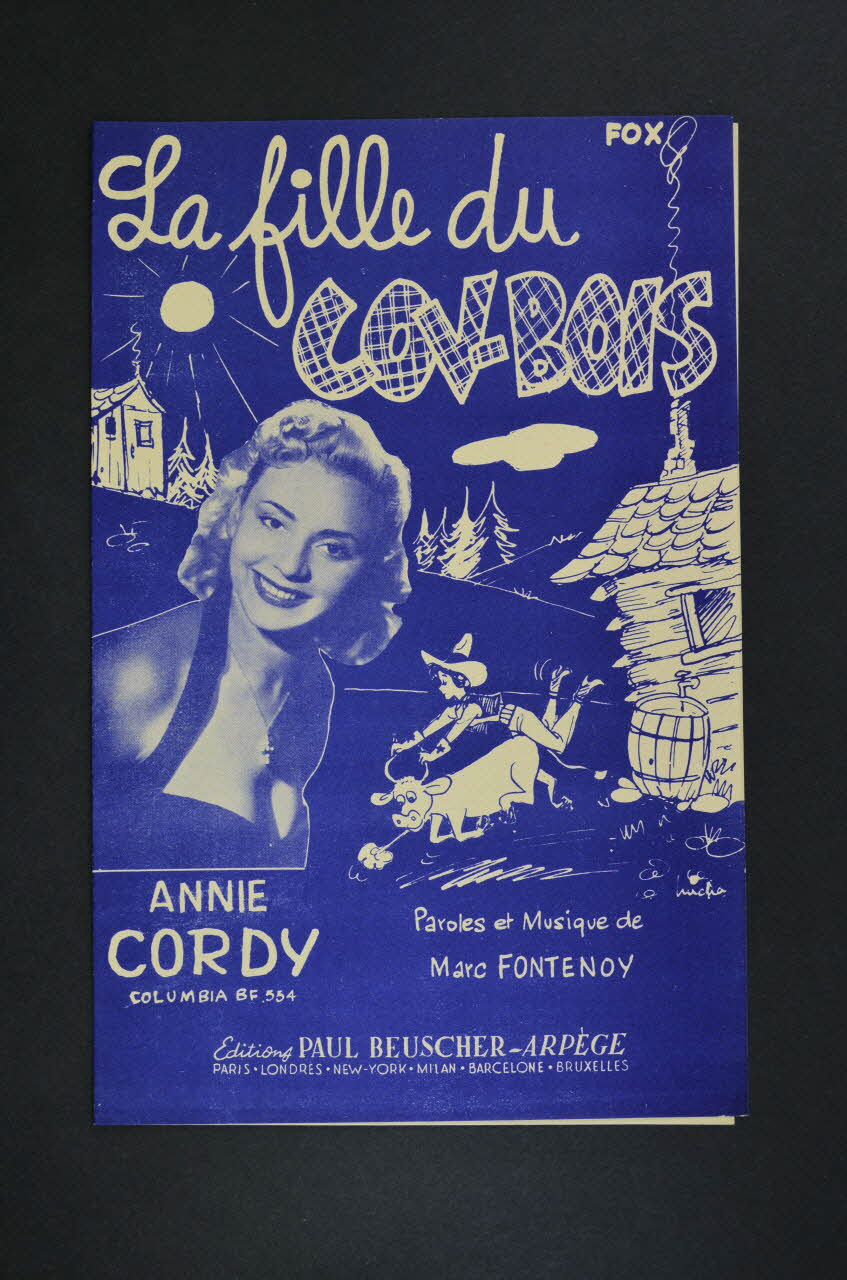 FOX
La fille du
COW-BOIS
ANNIE
CORDY
COLUMBIA BF.554
Paroles et Musique de
Marc FONTENOY
Editions PAUL BEUSCHER-ARPÈGE
PARIS • LONDRES • NEW-YORK • MILAN • BARCELONE • BRUXELLES